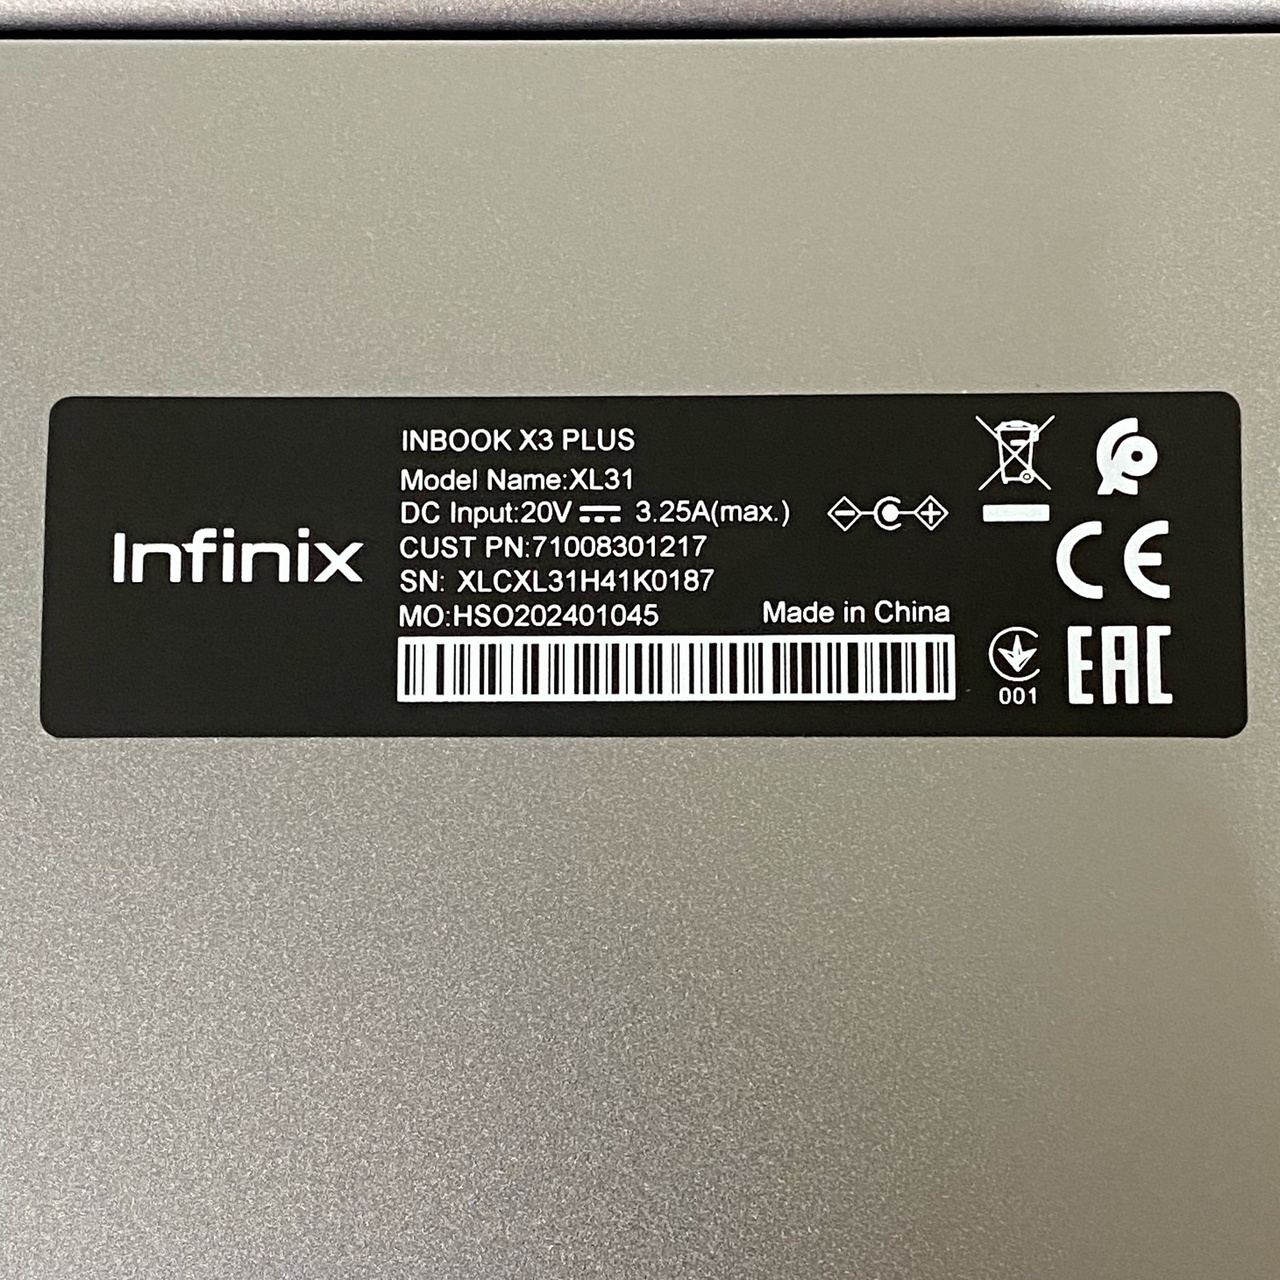 Infinix
INBOOK X3 PLUS
Model Name:XL31
DC Input:20V ⎓ 3.25A(max.)
CUST PN:71008301217
SN: XLCXL31H41K0187
MO:HSO202401045
Made in China
CE
001
EAC